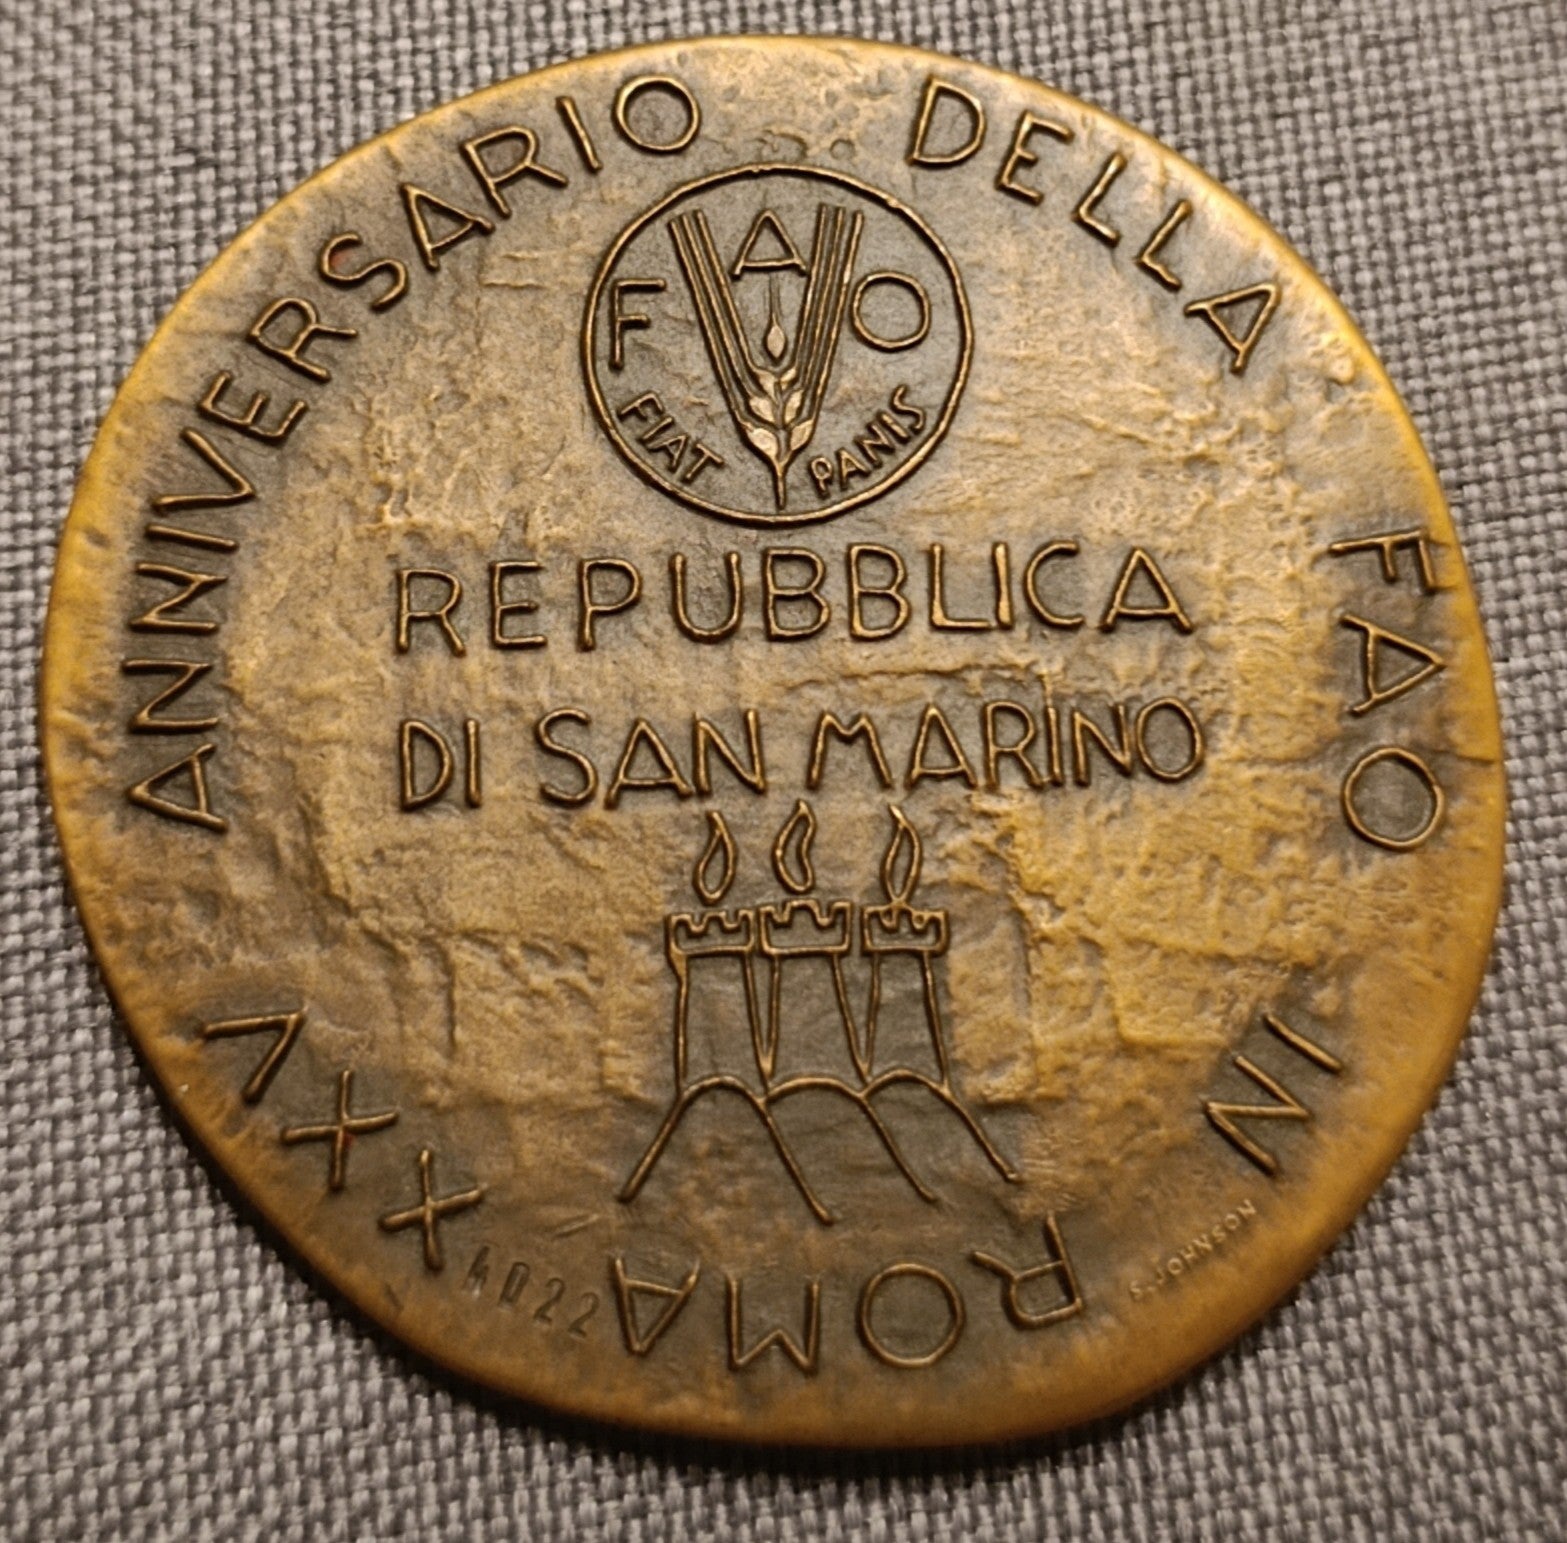 XXV ANNIVERSARIO DELLA FAO IN ROMA
F A O
FIAT PANIS
REPUBBLICA
DI SAN MARINO
4022
S. JOHNSON